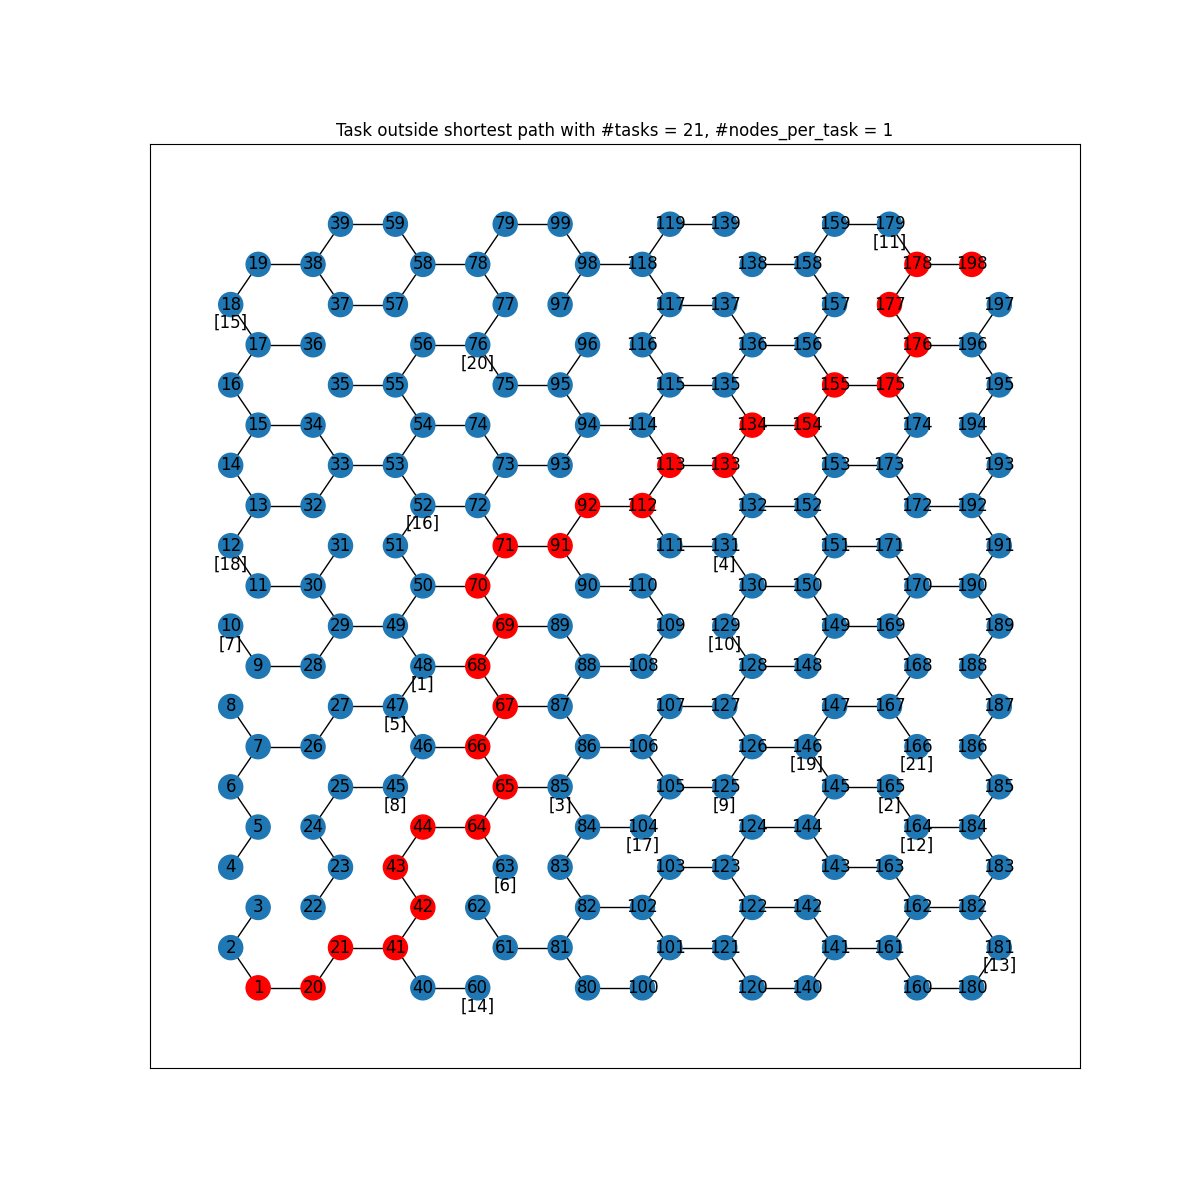 Task outside shortest path with #tasks = 21, #nodes_per_task = 1
39 59 79 99 119 139 159 179
[11]
19 38 58 78 98 118 138 158 178 198
18 37 57 77 97 117 137 157 177 197
[15]
17 36 56 76 96 116 136 156 176 196
[20]
16 35 55 75 95 115 135 155 175 195
15 34 54 74 94 114 134 154 174 194
14 33 53 73 93 113 133 153 173 193
13 32 52 72 92 112 132 152 172 192
[16]
12 31 51 71 91 111 131 151 171 191
[18] [4]
11 30 50 70 90 110 130 150 170 190
10 29 49 69 89 109 129 149 169 189
[7] [10]
9 28 48 68 88 108 128 148 168 188
[1]
8 27 47 67 87 107 127 147 167 187
[5]
7 26 46 66 86 106 126 146 166 186
[19] [21]
6 25 45 65 85 105 125 145 165 185
[8] [3] [9] [2]
5 24 44 64 84 104 124 144 164 184
[17] [12]
4 23 43 63 83 103 123 143 163 183
[6]
3 22 42 62 82 102 122 142 162 182
2 21 41 61 81 101 121 141 161 181
[13]
1 20 40 60 80 100 120 140 160 180
[14]